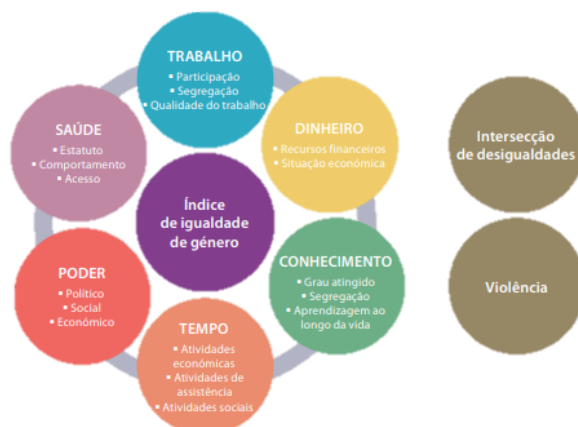 TRABALHO
▪ Participação
▪ Segregação
▪ Qualidade do trabalho
DINHEIRO
▪ Recursos financeiros
▪ Situação económica
CONHECIMENTO
▪ Grau atingido
▪ Segregação
▪ Aprendizagem ao
longo da vida
TEMPO
▪ Atividades
económicas
▪ Atividades de
assistência
▪ Atividades sociais
PODER
▪ Político
▪ Social
▪ Económico
SAÚDE
▪ Estatuto
▪ Comportamento
▪ Acesso
Índice
de igualdade
de género
Intersecção
de desigualdades
Violência